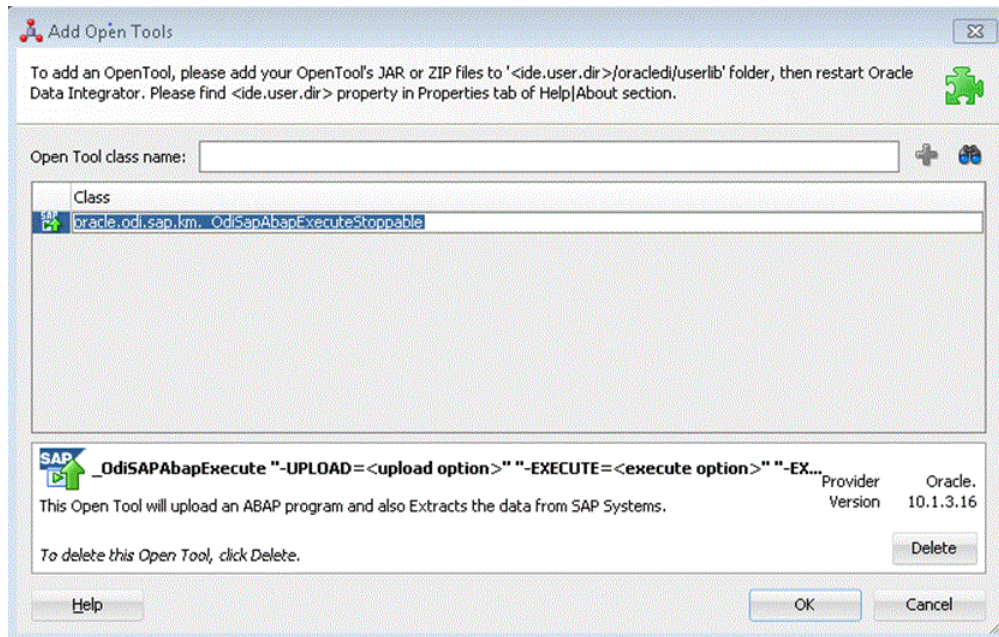 Add Open Tools
To add an OpenTool, please add your OpenTool's JAR or ZIP files to '<ide.user.dir>/oracledi/userlib' folder, then restart Oracle
Data Integrator. Please find <ide.user.dir> property in Properties tab of Help|About section.
Open Tool class name:
Class
SAP
oracle.odi.sap.km._OdiSapAbapExecuteStoppable
SAP
_OdiSAPAbapExecute "-UPLOAD=<upload option>" "-EXECUTE=<execute option>" "-EX...
Provider Oracle.
This Open Tool will upload an ABAP program and also Extracts the data from SAP Systems.
Version 10.1.3.16
To delete this Open Tool, click Delete.
Delete
Help
OK
Cancel